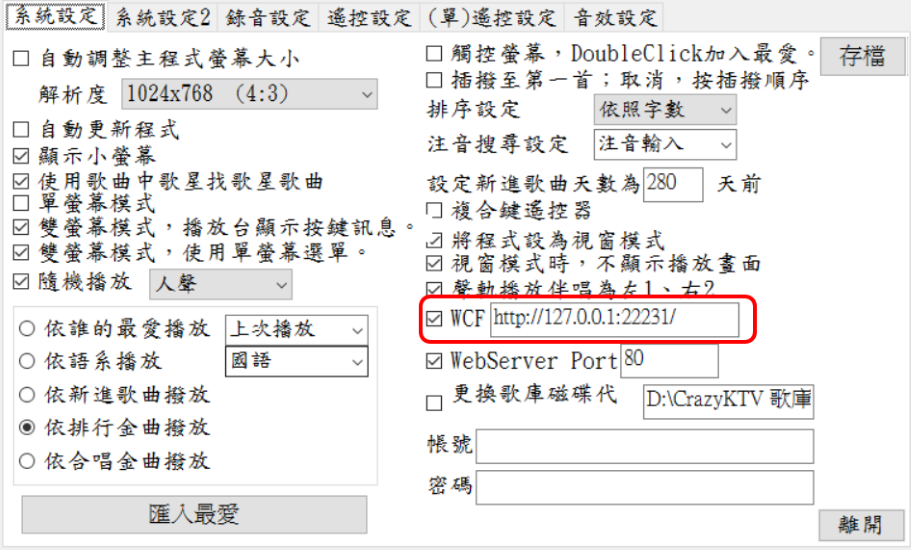 系統設定 系統設定2 錄音設定 遙控設定 (單)遙控設定 音效設定
自動調整主程式螢幕大小
解析度 1024x768 (4:3)
自動更新程式
顯示小螢幕
使用歌曲中歌星找歌星歌曲
單螢幕模式
雙螢幕模式，播放台顯示按鍵訊息。
雙螢幕模式，使用單螢幕選單。
隨機播放 人聲
依誰的最愛播放 上次播放
依語系播放 國語
依新進歌曲撥放
依排行金曲撥放
依合唱金曲撥放
匯入最愛
觸控螢幕，DoubleClick加入最愛。
存檔
插撥至第一首；取消，按插撥順序
排序設定 依照字數
注音搜尋設定 注音輸入
設定新進歌曲天數為 280 天前
複合鍵遙控器
將程式設為視窗模式
視窗模式時，不顯示播放畫面
聲動播放伴唱為左1、右2
WCF http://127.0.0.1:22231/
WebServer Port 80
更換歌庫磁碟代 D:\CrazyKTV 歌庫
帳號
密碼
離開